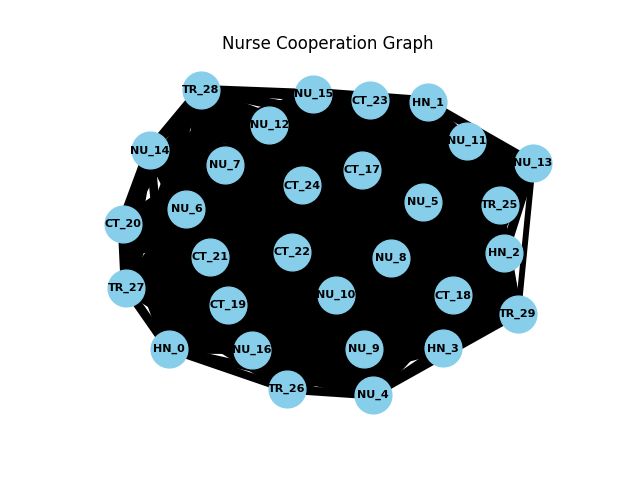 Nurse Cooperation Graph
TR_28
NU_15
CT_23
HN_1
NU_12
NU_11
NU_14
NU_13
NU_7
CT_17
CT_24
NU_5
TR_25
NU_6
CT_20
CT_22
HN_2
CT_21
NU_8
TR_27
NU_10
CT_18
CT_19
TR_29
HN_0
NU_16
NU_9
HN_3
TR_26
NU_4